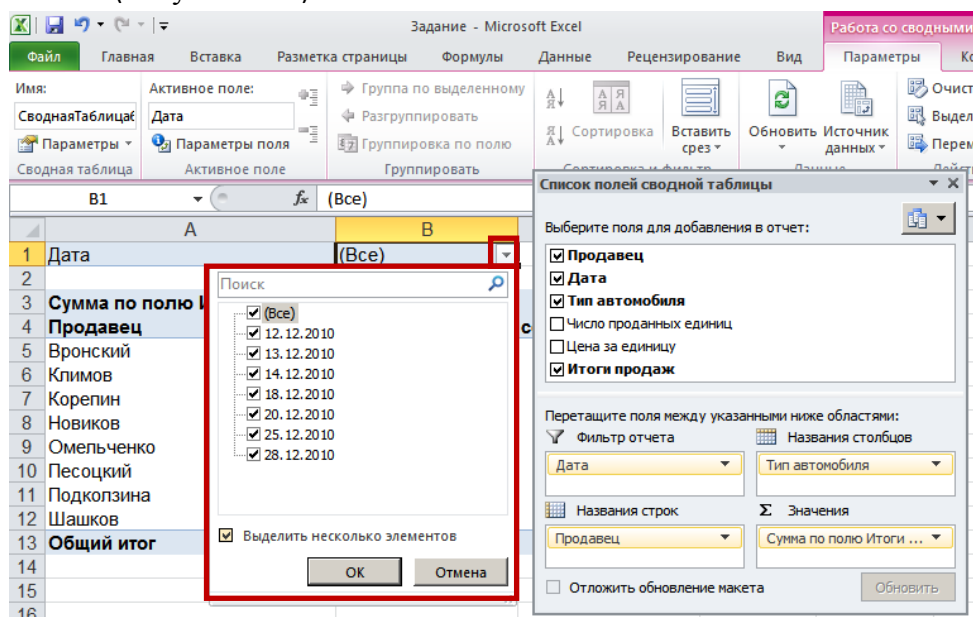 Задание - Microsoft Excel
Работа со сводными
Файл Главная Вставка Разметка страницы Формулы Данные Рецензирование Вид Параметры
Имя: Активное поле:
СводнаяТаблица6 Дата
Параметры Параметры поля
Сводная таблица Активное поле
Группа по выделенному
Разгруппировать
Группировка по полю
Группировать
Сортировка
Вставить срез
Обновить
Источник данных
B1 fx (Все)
A B
1 Дата (Все)
2
3 Сумма по полю
4 Продавец
5 Вронский
6 Климов
7 Корепин
8 Новиков
9 Омельченко
10 Песоцкий
11 Подколзина
12 Шашков
13 Общий итог
14
15
16
Поиск
(Все)
12.12.2010
13.12.2010
14.12.2010
18.12.2010
20.12.2010
25.12.2010
28.12.2010
Выделить несколько элементов
ОК Отмена
Список полей сводной таблицы
Выберите поля для добавления в отчет:
Продавец
Дата
Тип автомобиля
Число проданных единиц
Цена за единицу
Итоги продаж
Перетащите поля между указанными ниже областями:
Фильтр отчета Названия столбцов
Дата Тип автомобиля
Названия строк Σ Значения
Продавец Сумма по полю Итоги ...
Отложить обновление макета Обновить